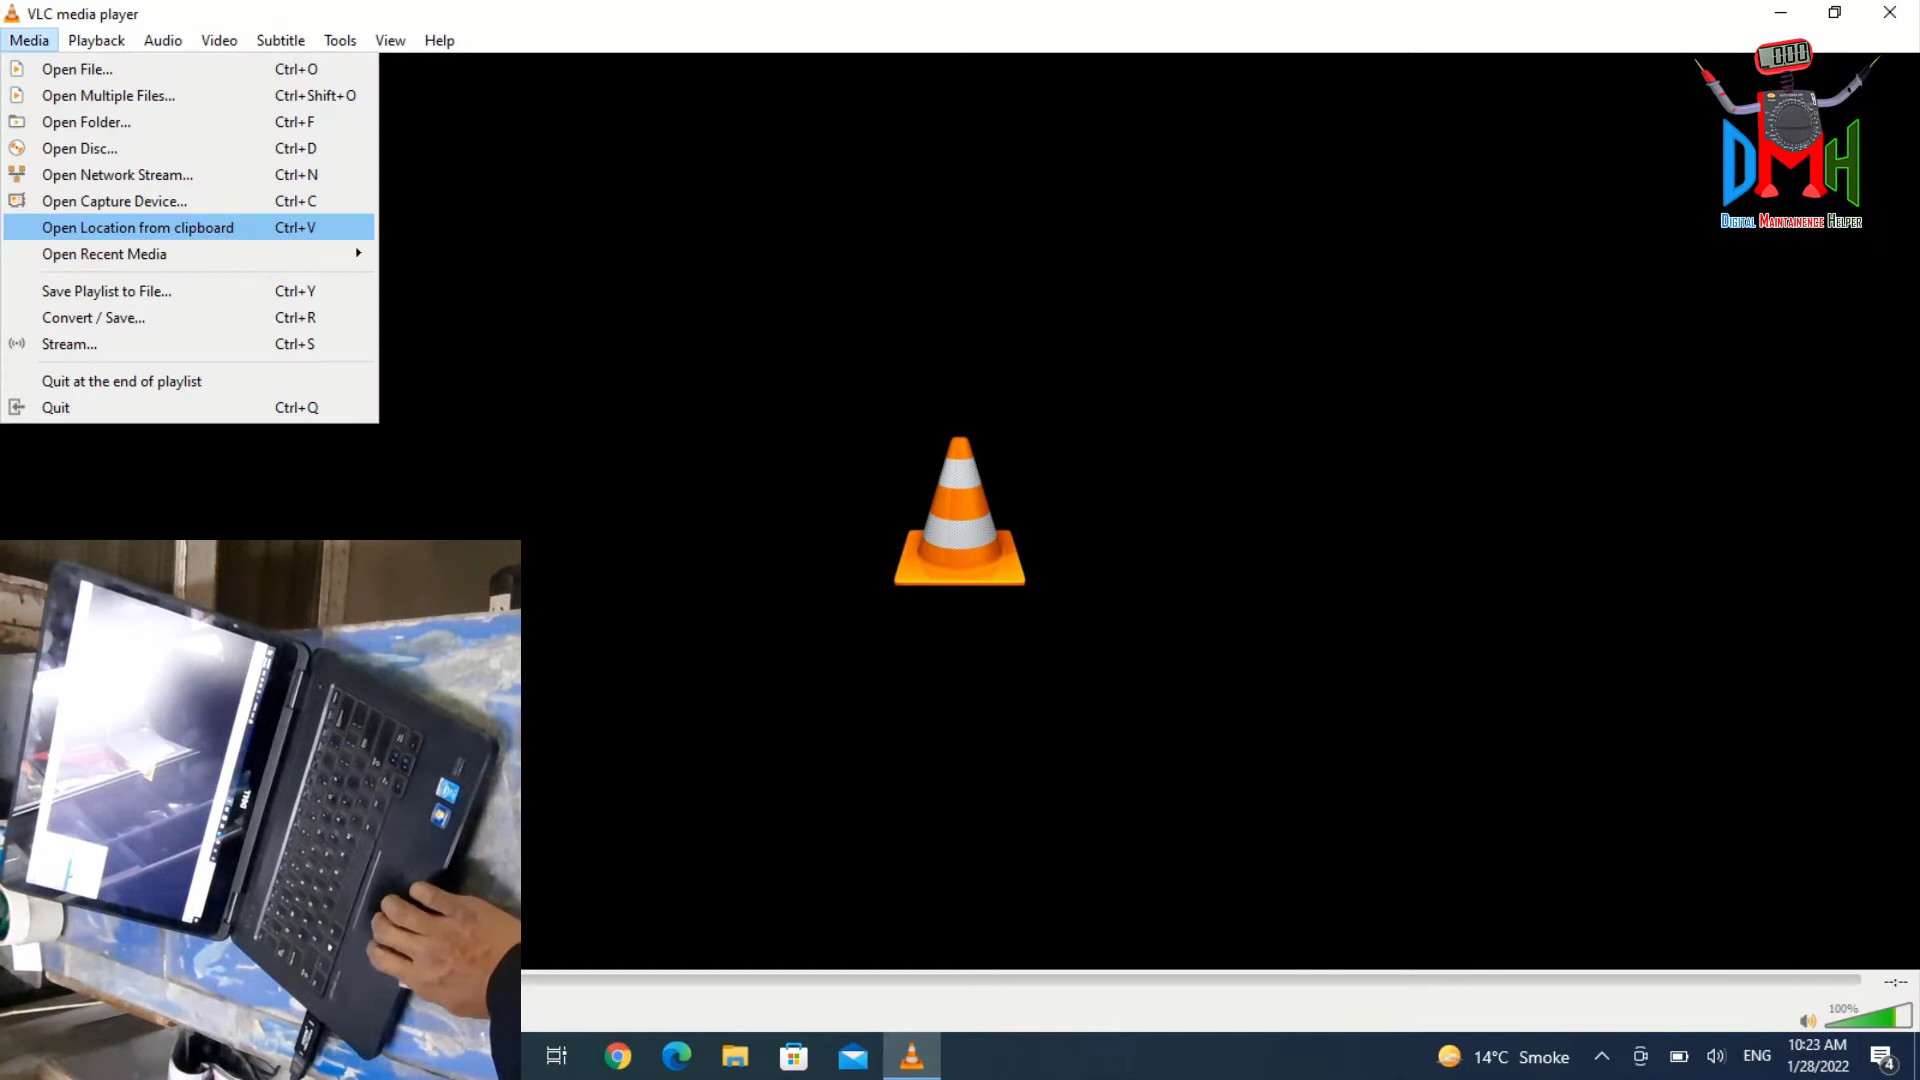 VLC media player
Media Playback Audio Video Subtitle Tools View Help
Open File... Ctrl+O
Open Multiple Files... Ctrl+Shift+O
Open Folder... Ctrl+F
Open Disc... Ctrl+D
Open Network Stream... Ctrl+N
Open Capture Device... Ctrl+C
Open Location from clipboard Ctrl+V
Open Recent Media
Save Playlist to File... Ctrl+Y
Convert / Save... Ctrl+R
Stream... Ctrl+S
Quit at the end of playlist
Quit Ctrl+Q
000
DMH
Digital Maintainence Helper
DELL
--:--
100%
14°C Smoke
ENG
10:23 AM
1/28/2022
4